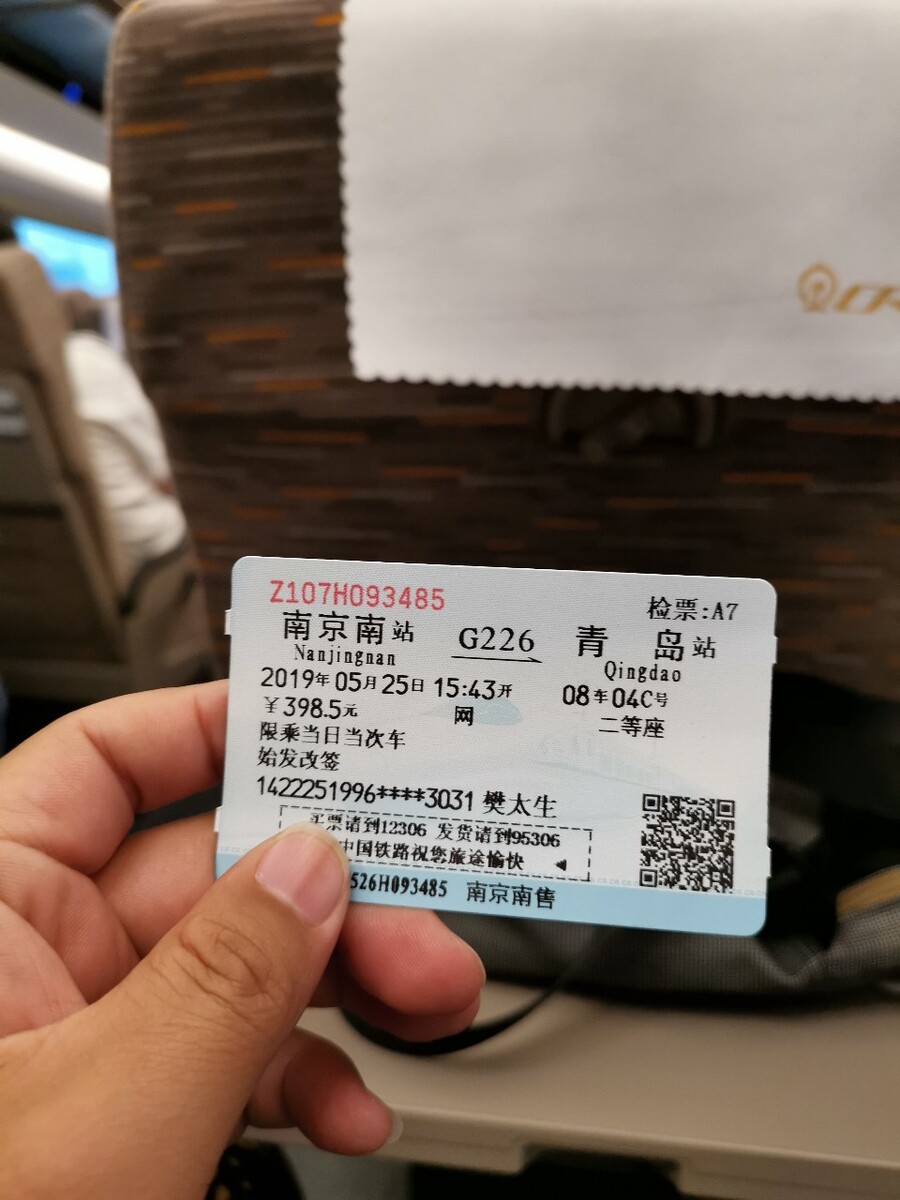 CR
Z107H093485 检票:A7
南京南站 G226 青岛站
Nanjingnan Qingdao
2019年05月25日 15:43开 08车04C号
￥398.5元 网 二等座
限乘当日当次车
始发改签
1422251996****3031 樊太生
买票请到12306 发货请到95306
中国铁路祝您旅途愉快
526H093485 南京南售